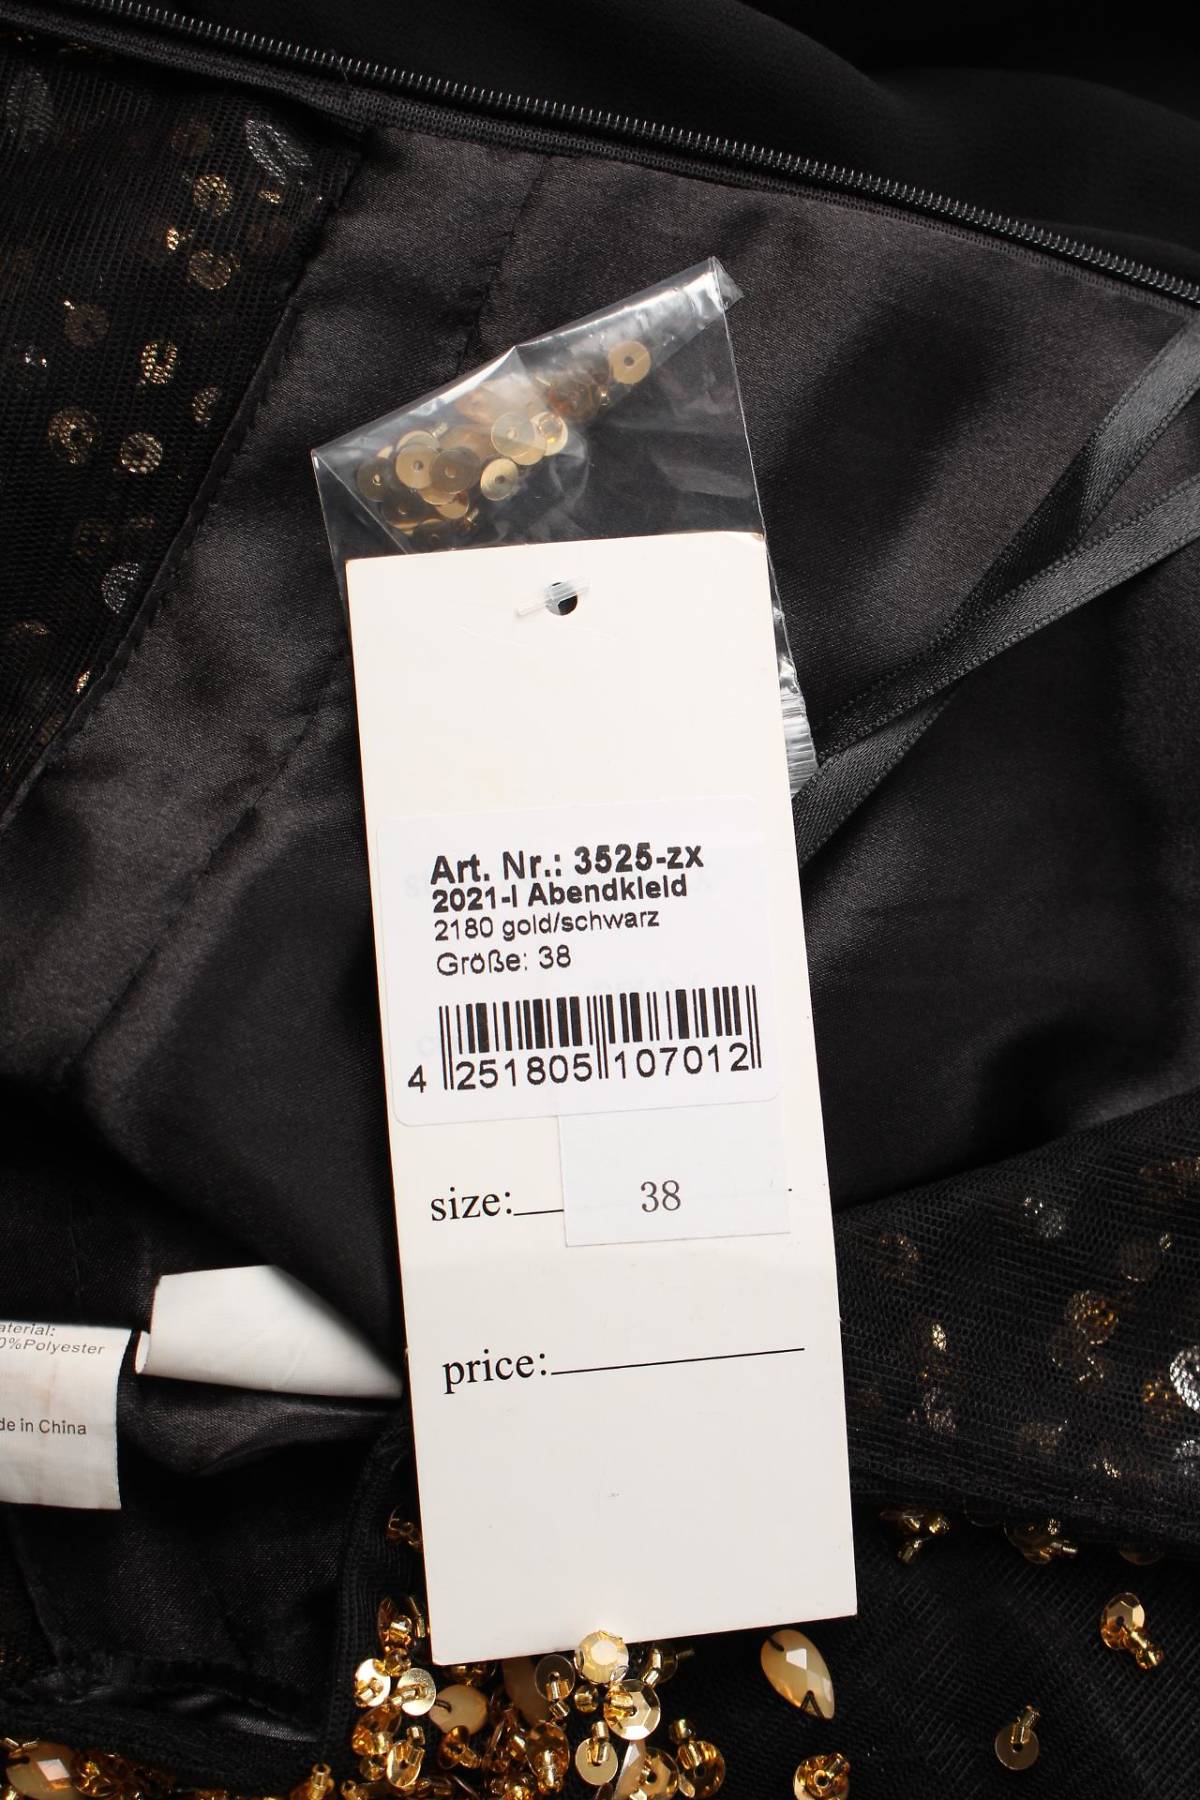 Art. Nr.: 3525-zx
2021-I Abendkleid
2180 gold/schwarz
Größe: 38
4 251805 107012
size: 38
price:
aterial:
0%Polyester
de in China